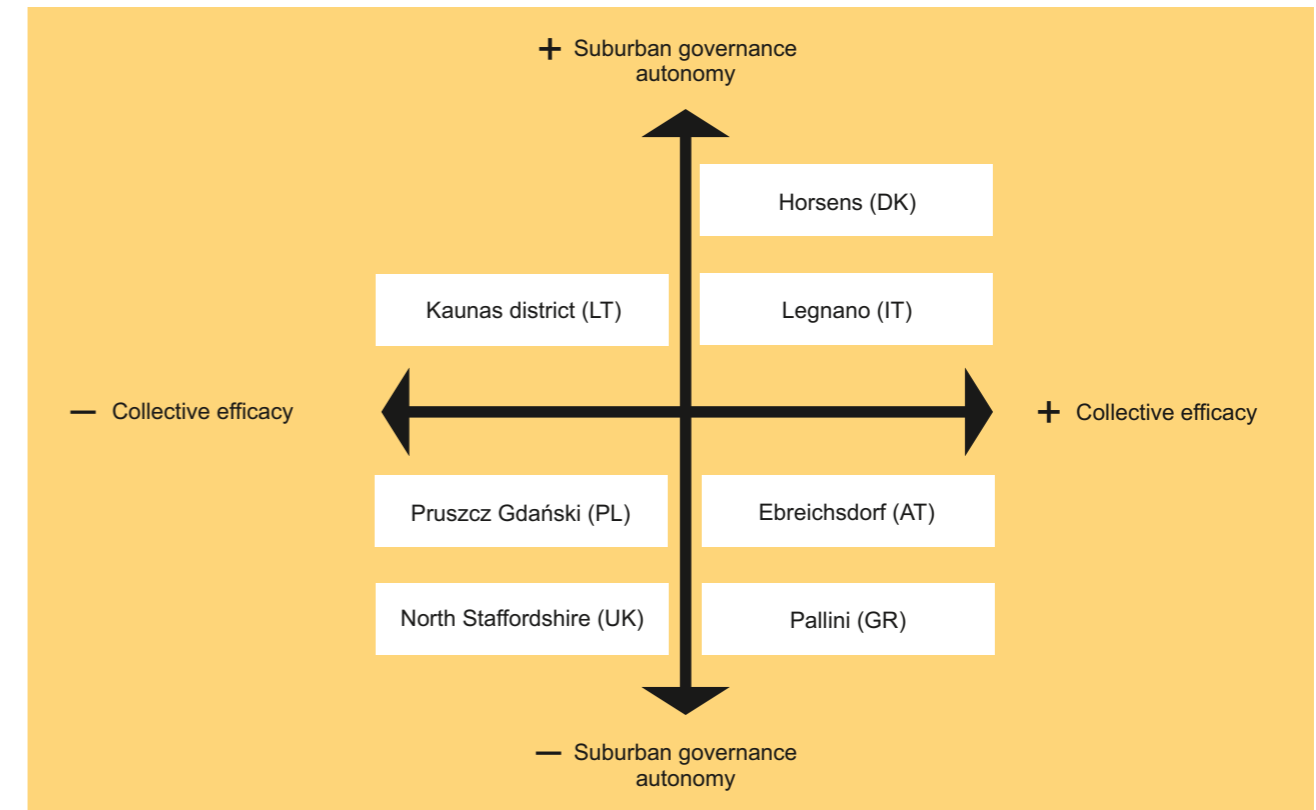 + Suburban governance
autonomy
Horsens (DK)
Kaunas district (LT)
Legnano (IT)
— Collective efficacy
+ Collective efficacy
Pruszcz Gdański (PL)
Ebreichsdorf (AT)
North Staffordshire (UK)
Pallini (GR)
— Suburban governance
autonomy